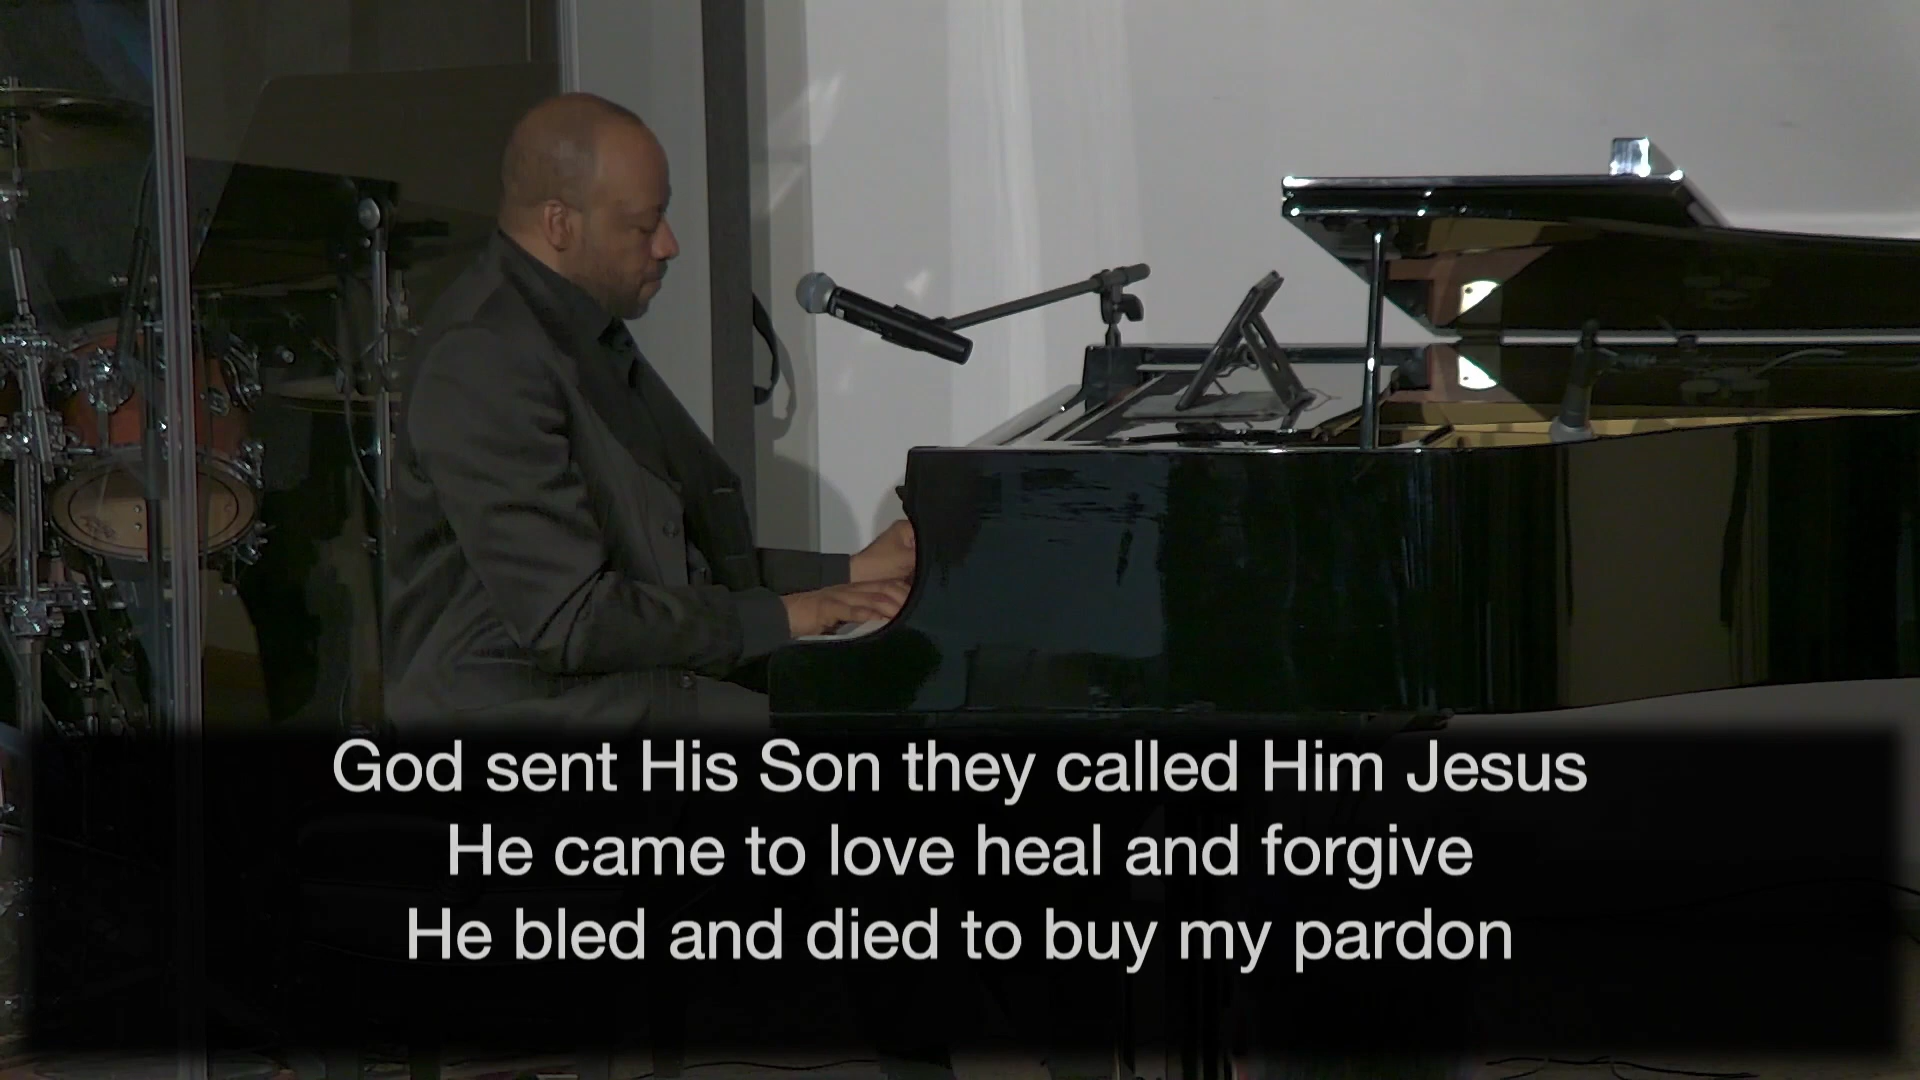 God sent His Son they called Him Jesus
He came to love heal and forgive
He bled and died to buy my pardon